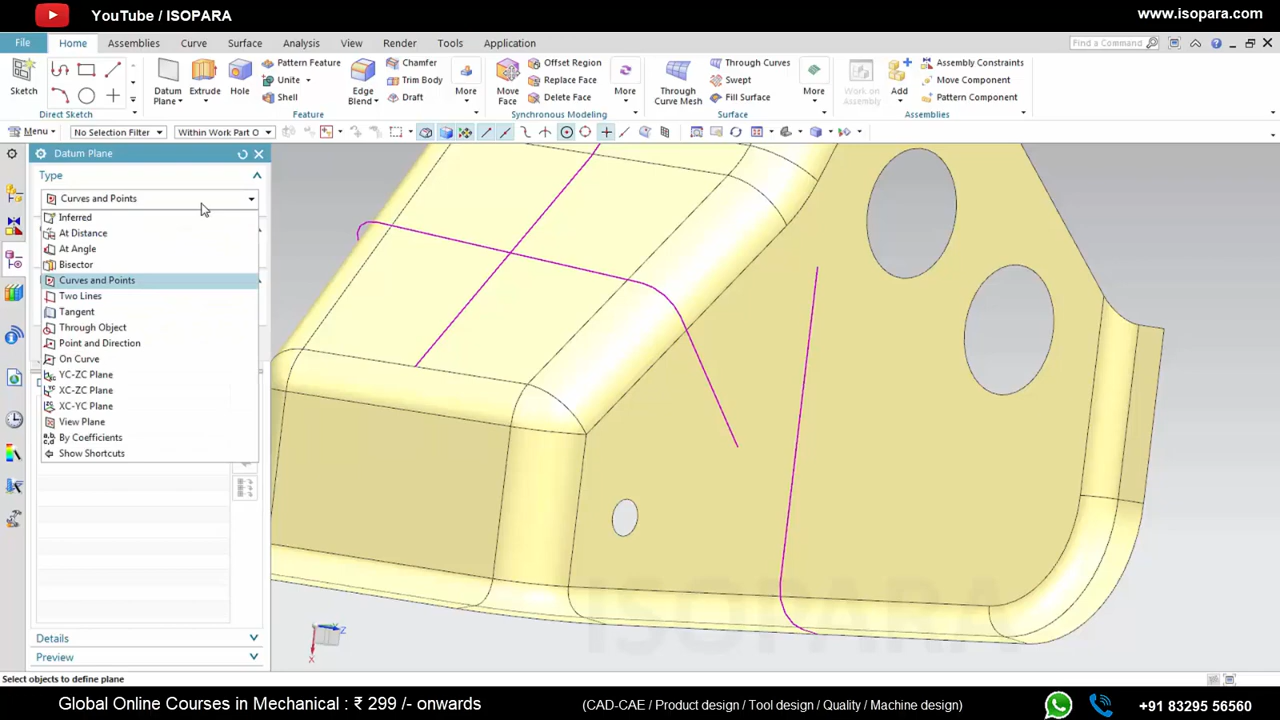 YouTube / ISOPARA
www.isopara.com
File Home Assemblies Curve Surface Analysis View Render Tools Application
Find a Command
Sketch
Direct Sketch
Datum Plane
Extrude
Hole
Pattern Feature
Unite
Shell
Edge Blend
Chamfer
Trim Body
Draft
More
Feature
Move Face
Offset Region
Replace Face
Delete Face
More
Synchronous Modeling
Through Curve Mesh
Through Curves
Swept
Fill Surface
More
Surface
Work on Assembly
Add
Assembly Constraints
Move Component
Pattern Component
Assemblies
Menu
No Selection Filter
Within Work Part O
Datum Plane
Type
Curves and Points
Inferred
At Distance
At Angle
Bisector
Curves and Points
Two Lines
Tangent
Through Object
Point and Direction
On Curve
YC-ZC Plane
XC-ZC Plane
XC-YC Plane
View Plane
a,b, c,d By Coefficients
Show Shortcuts
Details
Preview
Y
Z
X
ISOPARA
Select objects to define plane
Global Online Courses in Mechanical : ₹ 299 /- onwards
(CAD-CAE / Product design / Tool design / Quality / Machine design)
+91 83295 56560